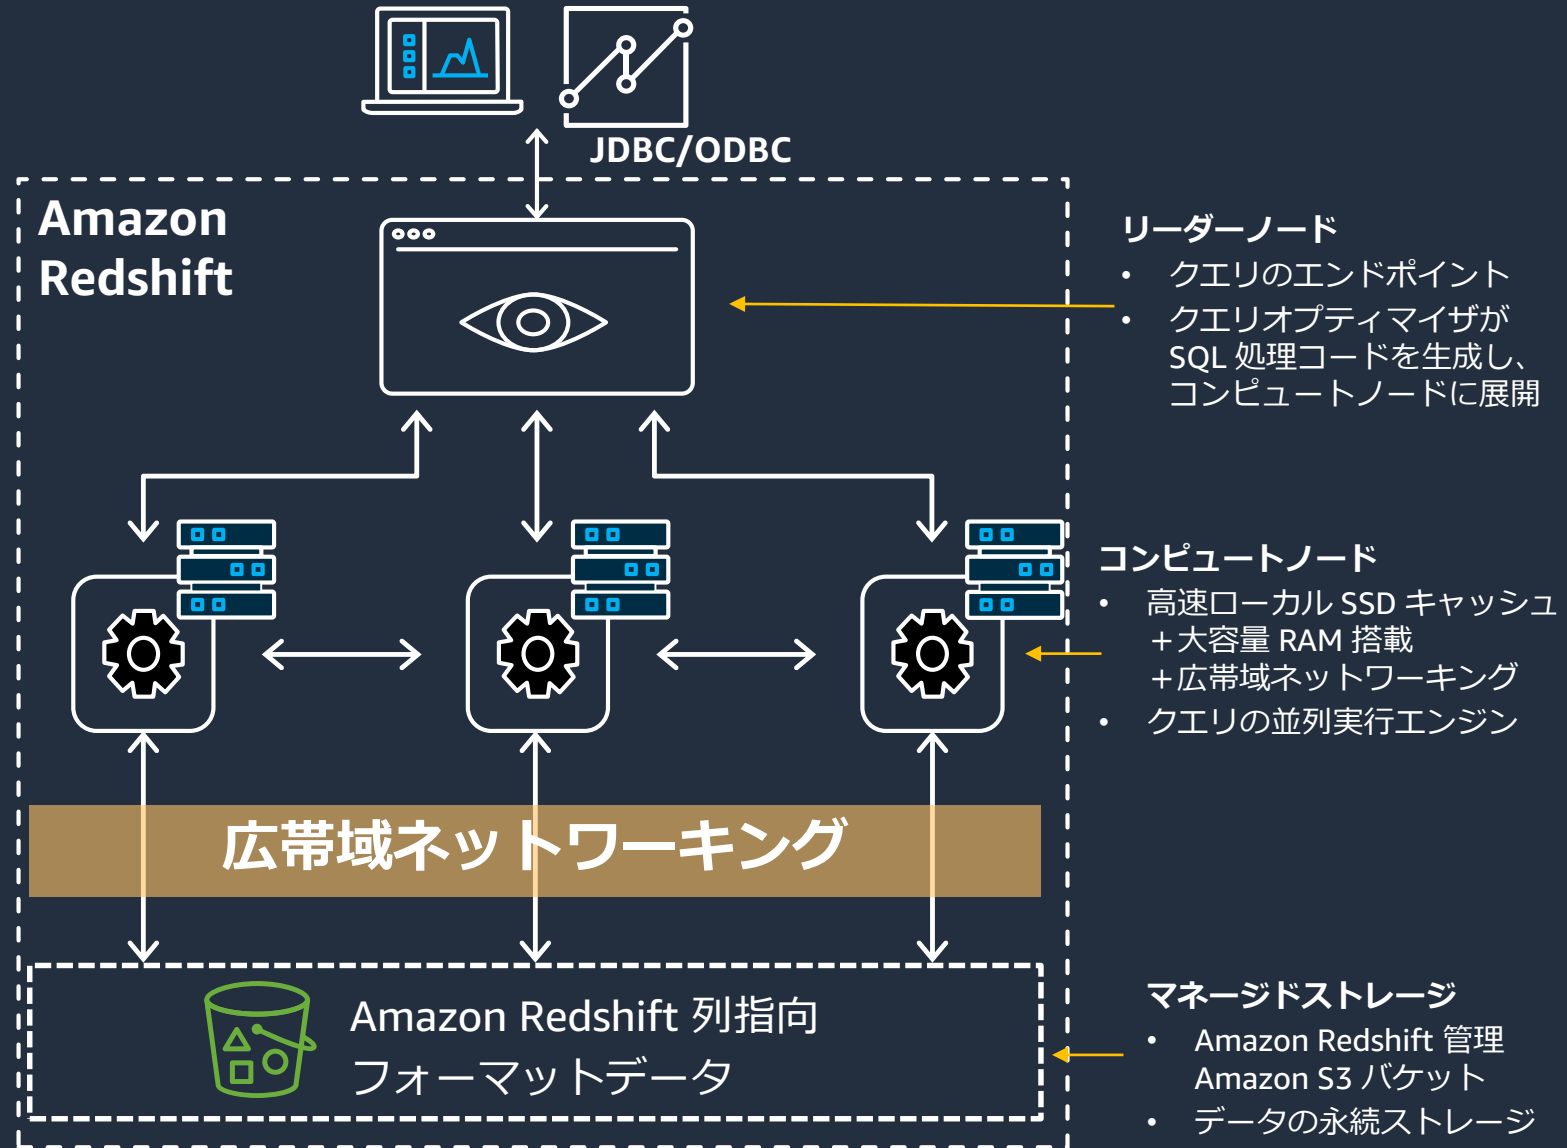 JDBC/ODBC
Amazon
Redshift
リーダーノード
• クエリのエンドポイント
• クエリオプティマイザが
SQL 処理コードを生成し、
コンピュートノードに展開
コンピュートノード
• 高速ローカル SSD キャッシュ
＋大容量 RAM 搭載
＋広帯域ネットワーキング
• クエリの並列実行エンジン
広帯域ネットワーキング
Amazon Redshift 列指向
フォーマットデータ
マネージドストレージ
• Amazon Redshift 管理
Amazon S3 バケット
• データの永続ストレージ